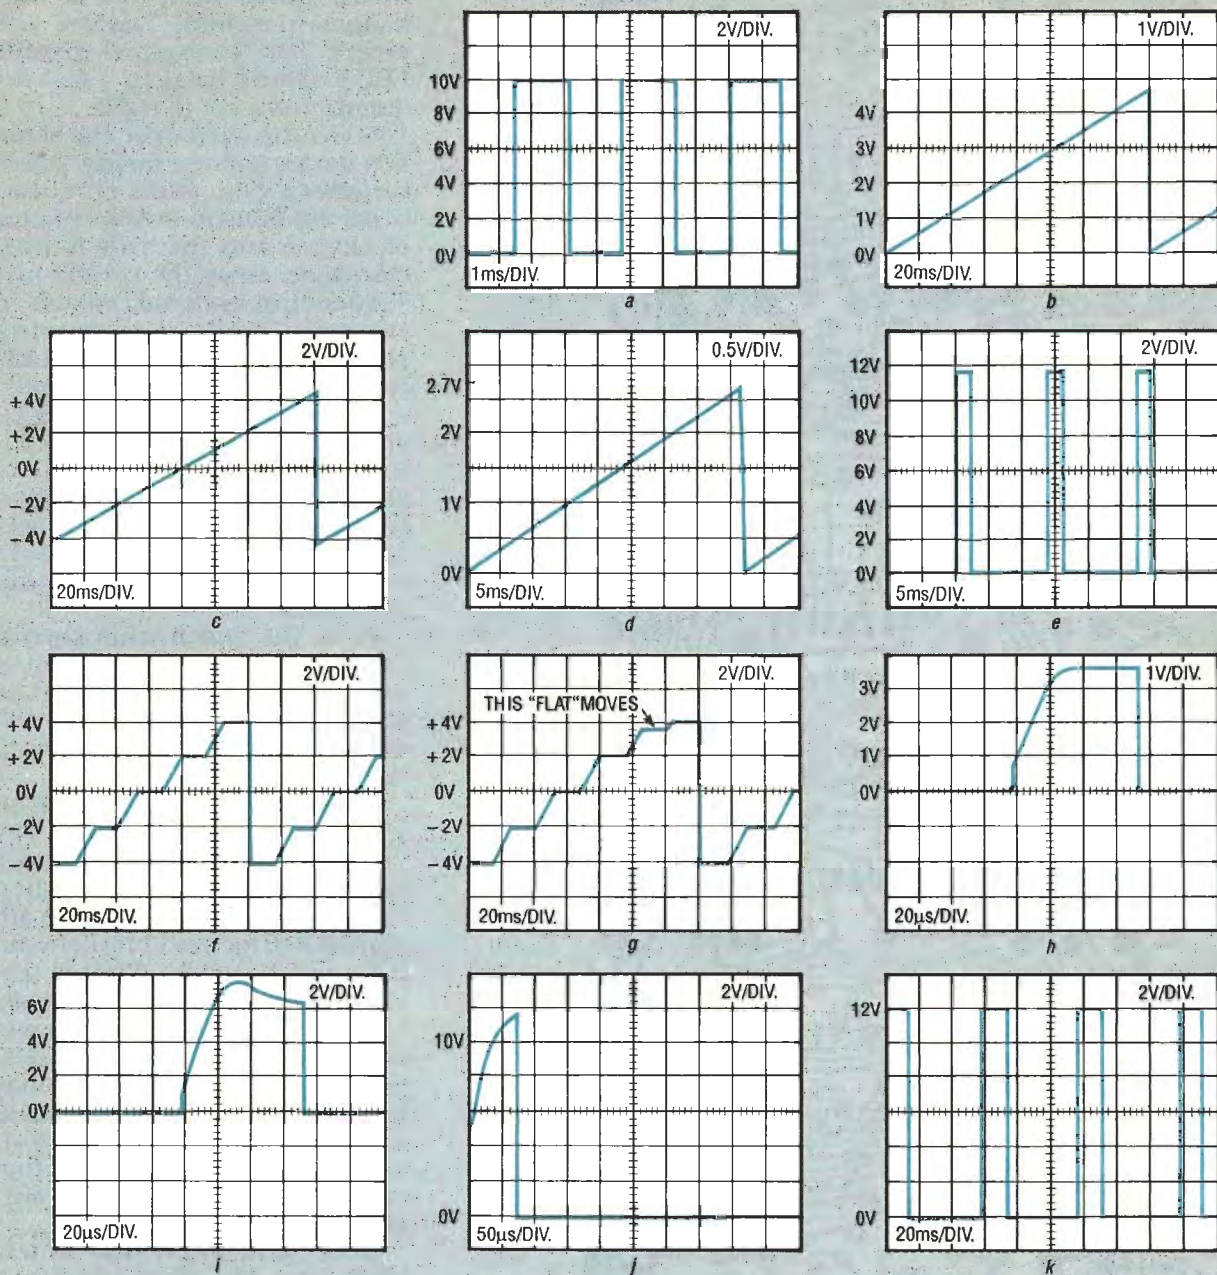 2V/DIV.
10V
8V
6V
4V
2V
0V
1ms/DIV.
a
1V/DIV.
4V
3V
2V
1V
0V
20ms/DIV.
b
2V/DIV.
+4V
+2V
0V
-2V
-4V
20ms/DIV.
c
0.5V/DIV.
2.7V
2V
1V
0V
5ms/DIV.
d
2V/DIV.
12V
10V
8V
6V
4V
2V
0V
5ms/DIV.
e
2V/DIV.
+4V
+2V
0V
-2V
-4V
20ms/DIV.
f
2V/DIV.
THIS "FLAT" MOVES
+4V
+2V
0V
-2V
-4V
20ms/DIV.
g
1V/DIV.
3V
2V
1V
0V
20μs/DIV.
h
2V/DIV.
6V
4V
2V
0V
20μs/DIV.
i
2V/DIV.
10V
0V
50μs/DIV.
j
2V/DIV.
12V
0V
20ms/DIV.
k